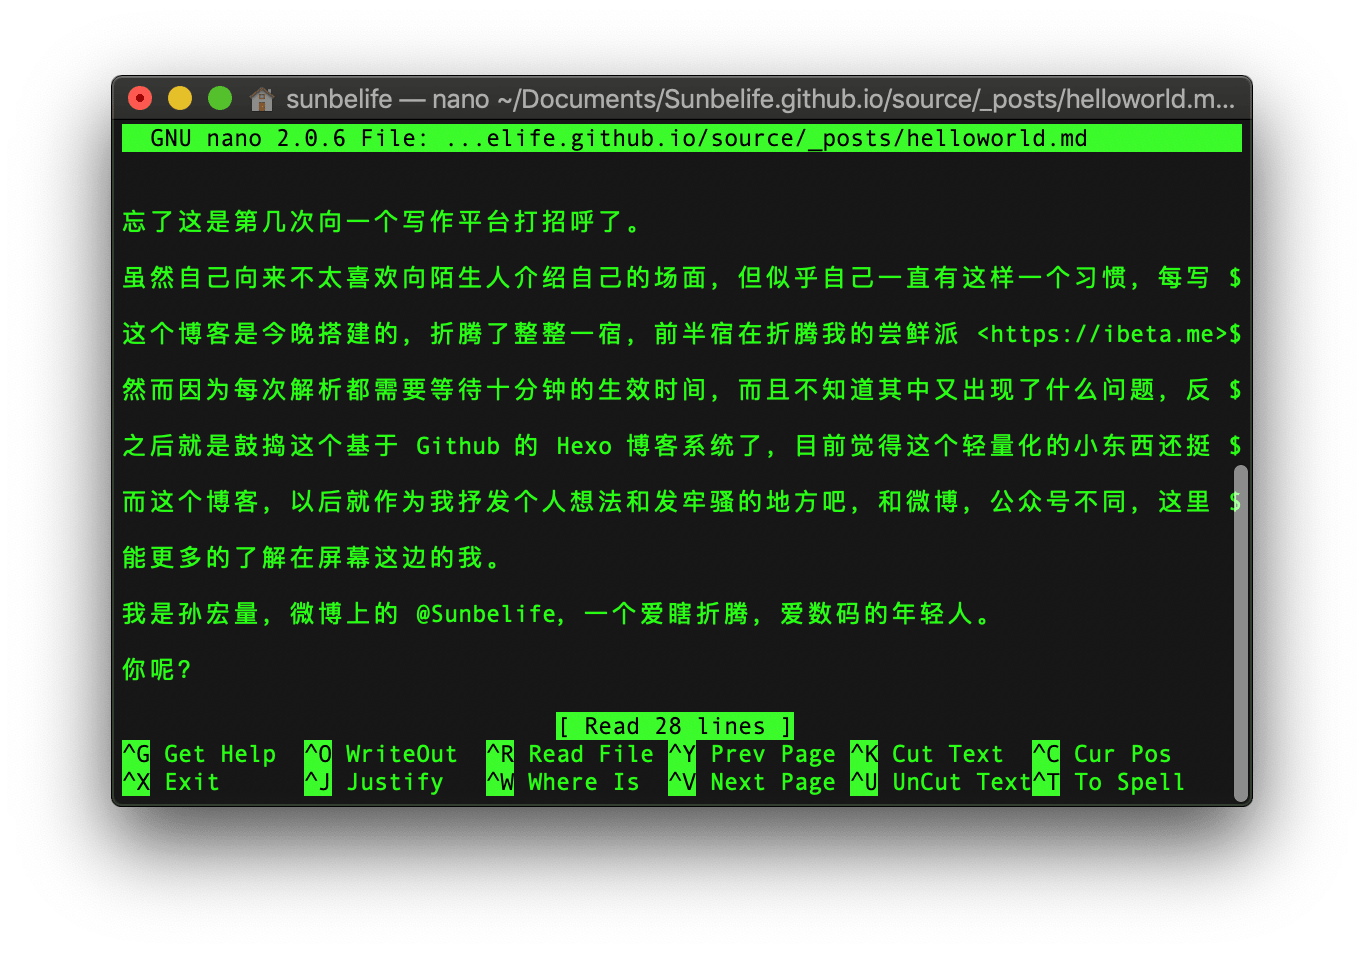 sunbelife — nano ~/Documents/Sunbelife.github.io/source/_posts/helloworld.m...
GNU nano 2.0.6 File: ...elife.github.io/source/_posts/helloworld.md
忘了这是第几次向一个写作平台打招呼了。
虽然自己向来不太喜欢向陌生人介绍自己的场面，但似乎自己一直有这样一个习惯，每写 $
这个博客是今晚搭建的，折腾了整整一宿，前半宿在折腾我的尝鲜派 <https://ibeta.me>$
然而因为每次解析都需要等待十分钟的生效时间，而且不知道其中又出现了什么问题，反 $
之后就是鼓捣这个基于 Github 的 Hexo 博客系统了，目前觉得这个轻量化的小东西还挺 $
而这个博客，以后就作为我抒发个人想法和发牢骚的地方吧，和微博，公众号不同，这里 $
能更多的了解在屏幕这边的我。
我是孙宏量，微博上的 @Sunbelife，一个爱瞎折腾，爱数码的年轻人。
你呢？
[ Read 28 lines ]
^G Get Help ^O WriteOut ^R Read File ^Y Prev Page ^K Cut Text ^C Cur Pos
^X Exit ^J Justify ^W Where Is ^V Next Page ^U UnCut Text ^T To Spell